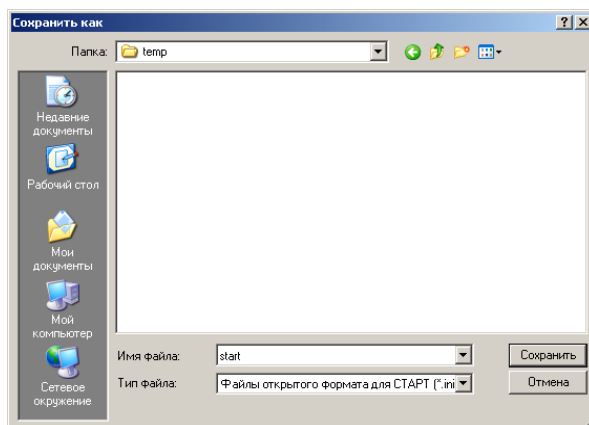 Сохранить как
Папка:
temp
Недавние
документы
Рабочий стол
Мои
документы
Мой
компьютер
Сетевое
окружение
Имя файла:
start
Сохранить
Тип файла:
Файлы открытого формата для СТАРТ (*.ini
Отмена